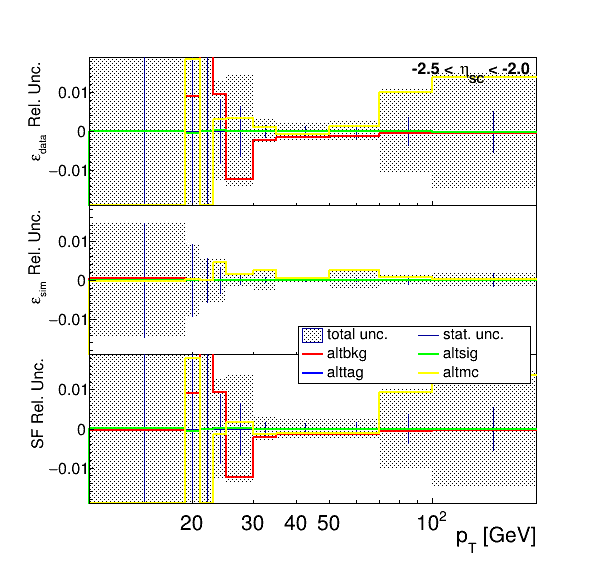 -2.5 < η_sc < -2.0
ε_data Rel. Unc.
0.01
0
−0.01
ε_sim Rel. Unc.
0.01
0
−0.01
total unc. stat. unc.
altbkg altsig
alttag altmc
SF Rel. Unc.
0.01
0
−0.01
20 30 40 50 10²
p_T [GeV]